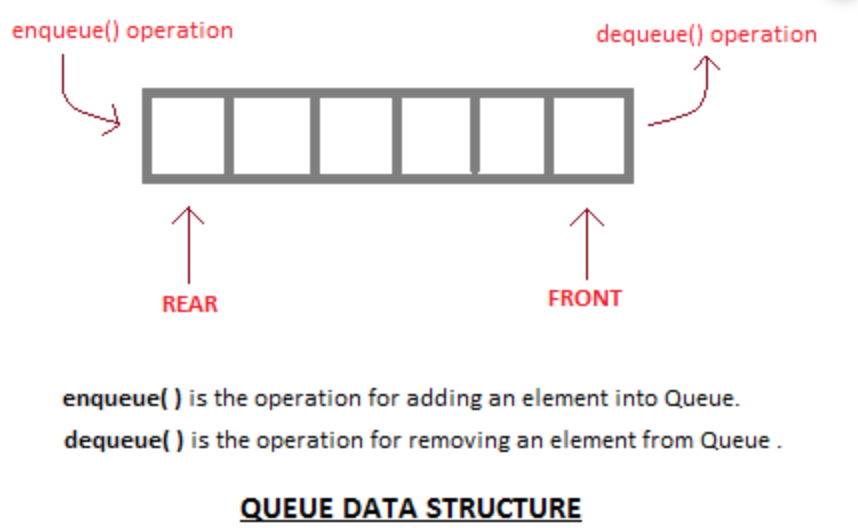 enqueue() operation
dequeue() operation
REAR
FRONT
enqueue( ) is the operation for adding an element into Queue.
dequeue( ) is the operation for removing an element from Queue .
QUEUE DATA STRUCTURE